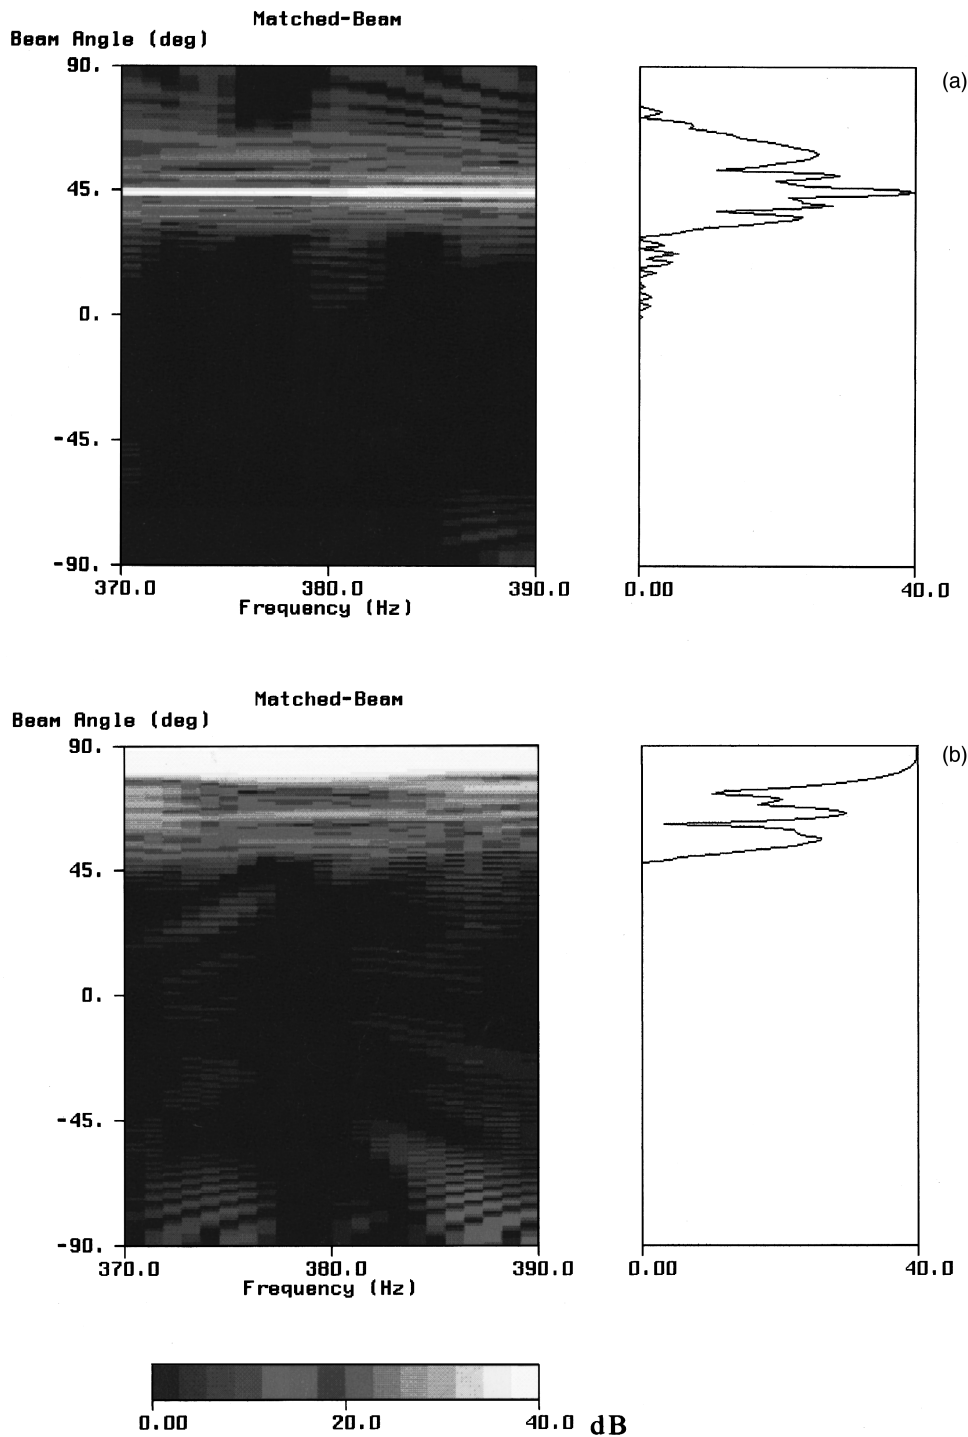 Matched-Beam
Beam Angle (deg)
90.
45.
0.
-45.
-90.
370.0 380.0 390.0
Frequency (Hz)
(a)
0.00 40.0
Matched-Beam
Beam Angle (deg)
90.
45.
0.
-45.
-90.
370.0 380.0 390.0
Frequency (Hz)
(b)
0.00 40.0
0.00 20.0 40.0 dB